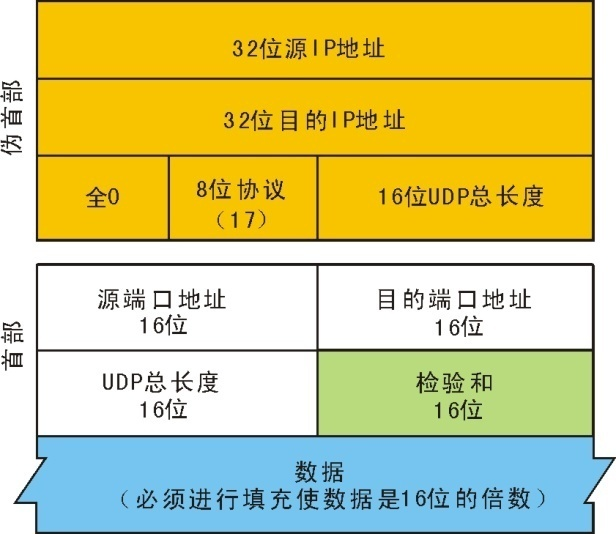 伪首部
32位源IP地址
32位目的IP地址
全0
8位协议
(17)
16位UDP总长度
首部
源端口地址
16位
目的端口地址
16位
UDP总长度
16位
检验和
16位
数据
(必须进行填充使数据是16位的倍数)